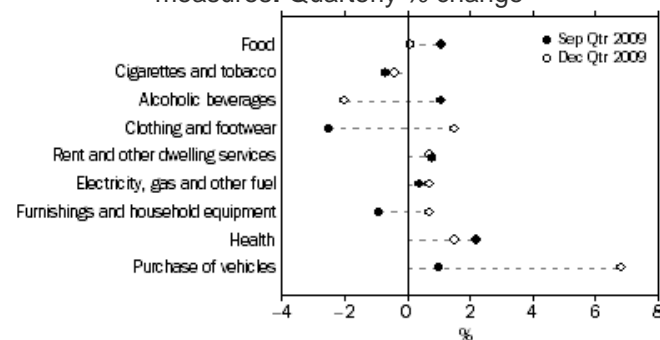 measures: Quarterly % change
Sep Qtr 2009
Dec Qtr 2009
Food
Cigarettes and tobacco
Alcoholic beverages
Clothing and footwear
Rent and other dwelling services
Electricity, gas and other fuel
Furnishings and household equipment
Health
Purchase of vehicles
−4 −2 0 2 4 6 8
%